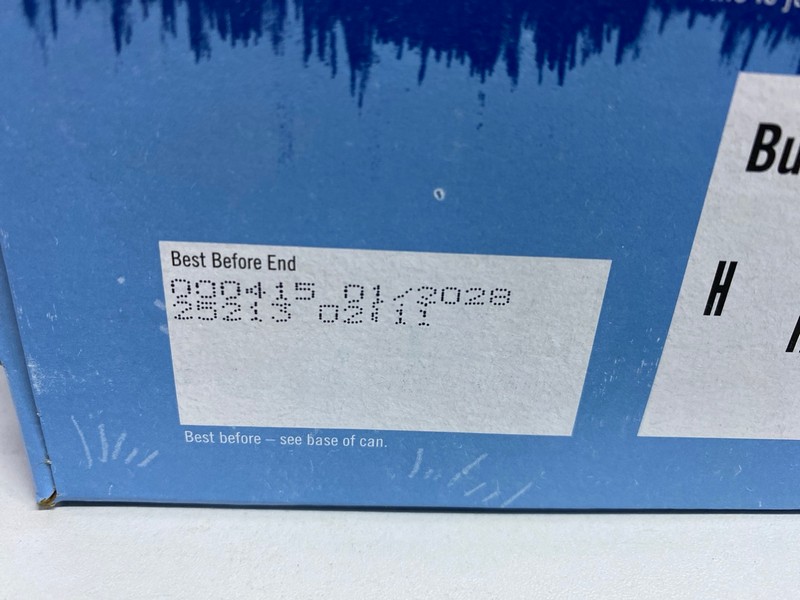 Best Before End
000415 01/2028
25213 02:11
Best before – see base of can.
Bu
H